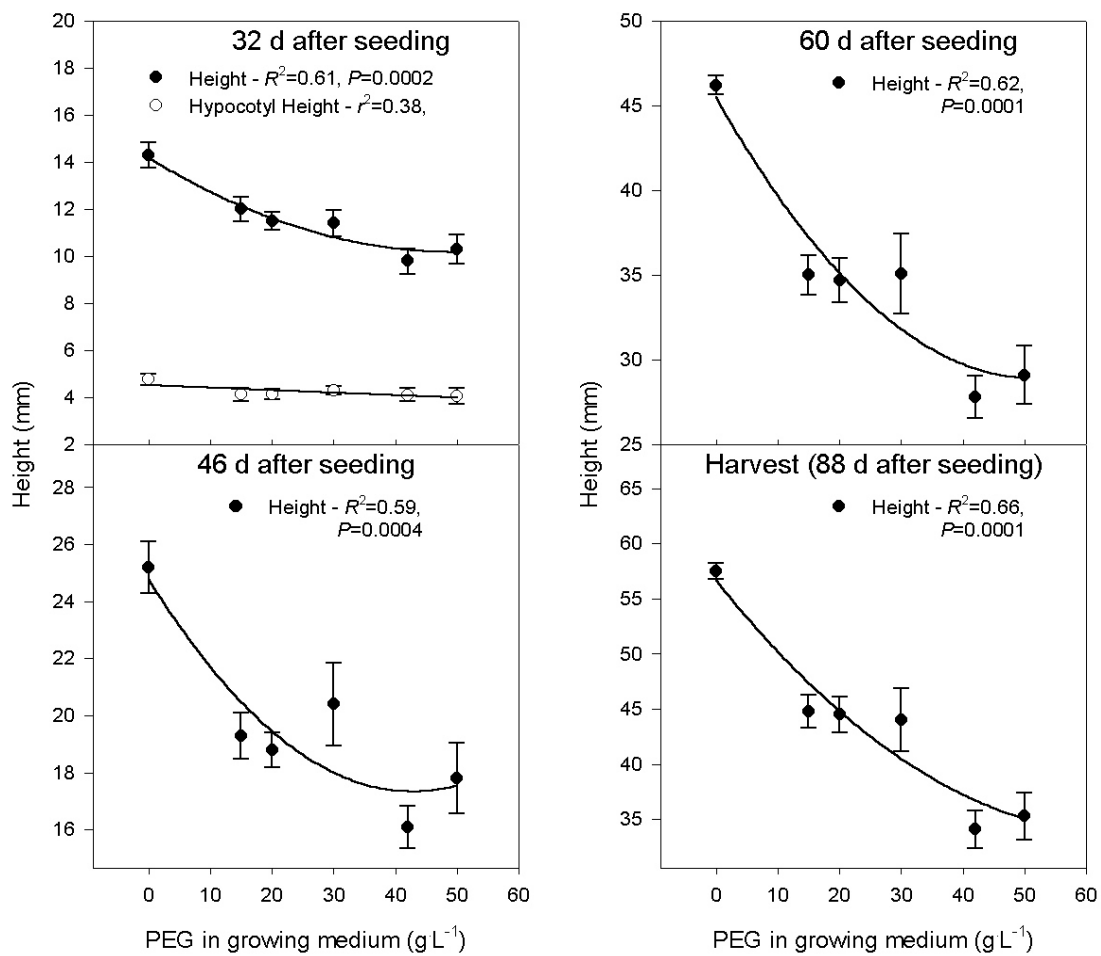 32 d after seeding
Height - R²=0.61, P=0.0002
Hypocotyl Height - r²=0.38,
20
18
16
14
12
10
8
6
4
2
Height (mm)
46 d after seeding
Height - R²=0.59,
P=0.0004
28
26
24
22
20
18
16
0 10 20 30 40 50 60
PEG in growing medium (g·L⁻¹)
60 d after seeding
Height - R²=0.62,
P=0.0001
50
45
40
35
30
25
Height (mm)
Harvest (88 d after seeding)
Height - R²=0.66,
P=0.0001
65
60
55
50
45
40
35
0 10 20 30 40 50 60
PEG in growing medium (g·L⁻¹)